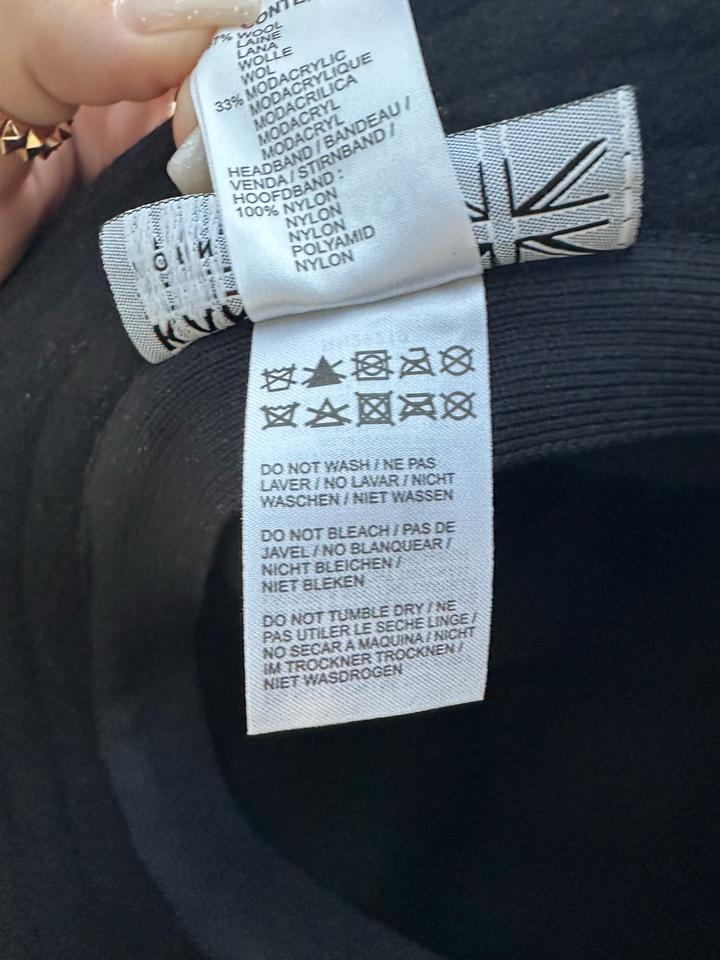 CONTE
7% WOOL
LAINE
LANA
WOLLE
WOL
33% MODACRYLIC
MODACRYLIQUE
MODACRILICA
MODACRYL
MODACRYL
HEADBAND / BANDEAU /
VENDA / STIRNBAND /
HOOFDBAND :
100% NYLON
NYLON
NYLON
POLYAMID
NYLON
DO NOT WASH / NE PAS
LAVER / NO LAVAR / NICHT
WASCHEN / NIET WASSEN
DO NOT BLEACH / PAS DE
JAVEL / NO BLANQUEAR /
NICHT BLEICHEN /
NIET BLEKEN
DO NOT TUMBLE DRY / NE
PAS UTILER LE SECHE LINGE /
NO SECAR A MAQUINA / NICHT
IM TROCKNER TROCKNEN /
NIET WASDROGEN